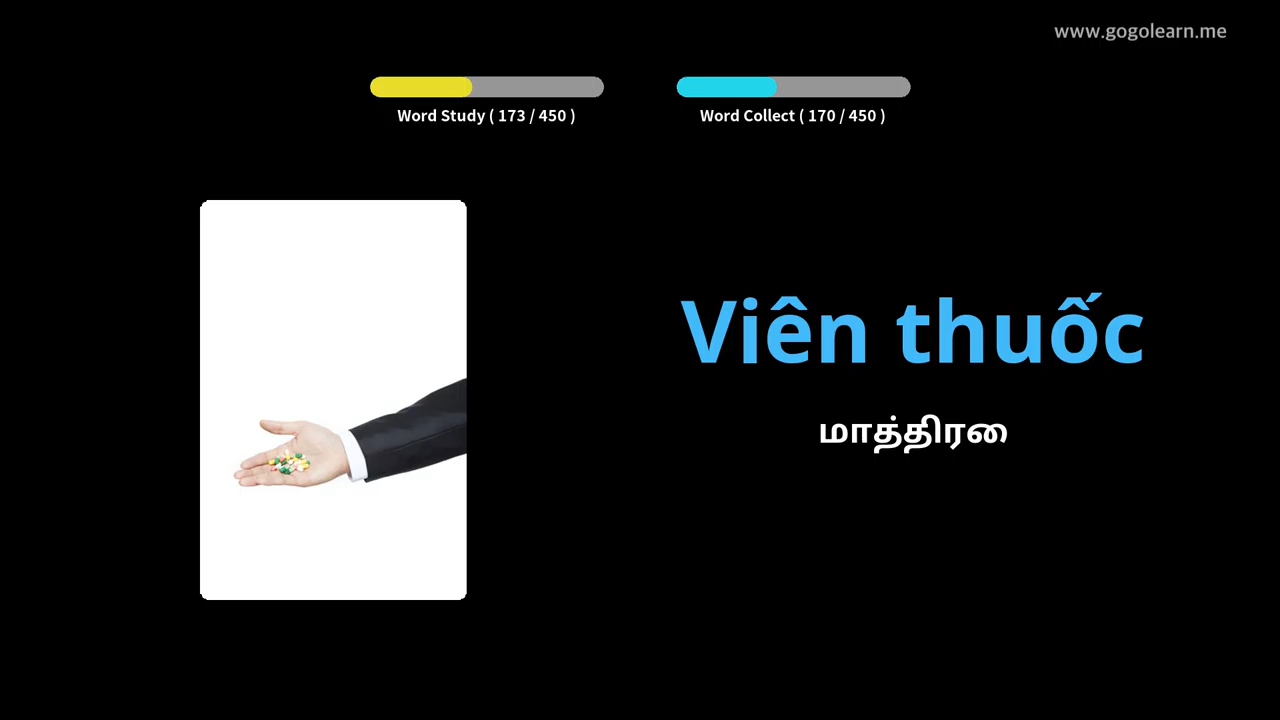 www.gogolearn.me
Word Study ( 173 / 450 )
Word Collect ( 170 / 450 )
Viên thuốc
மாத்திரை